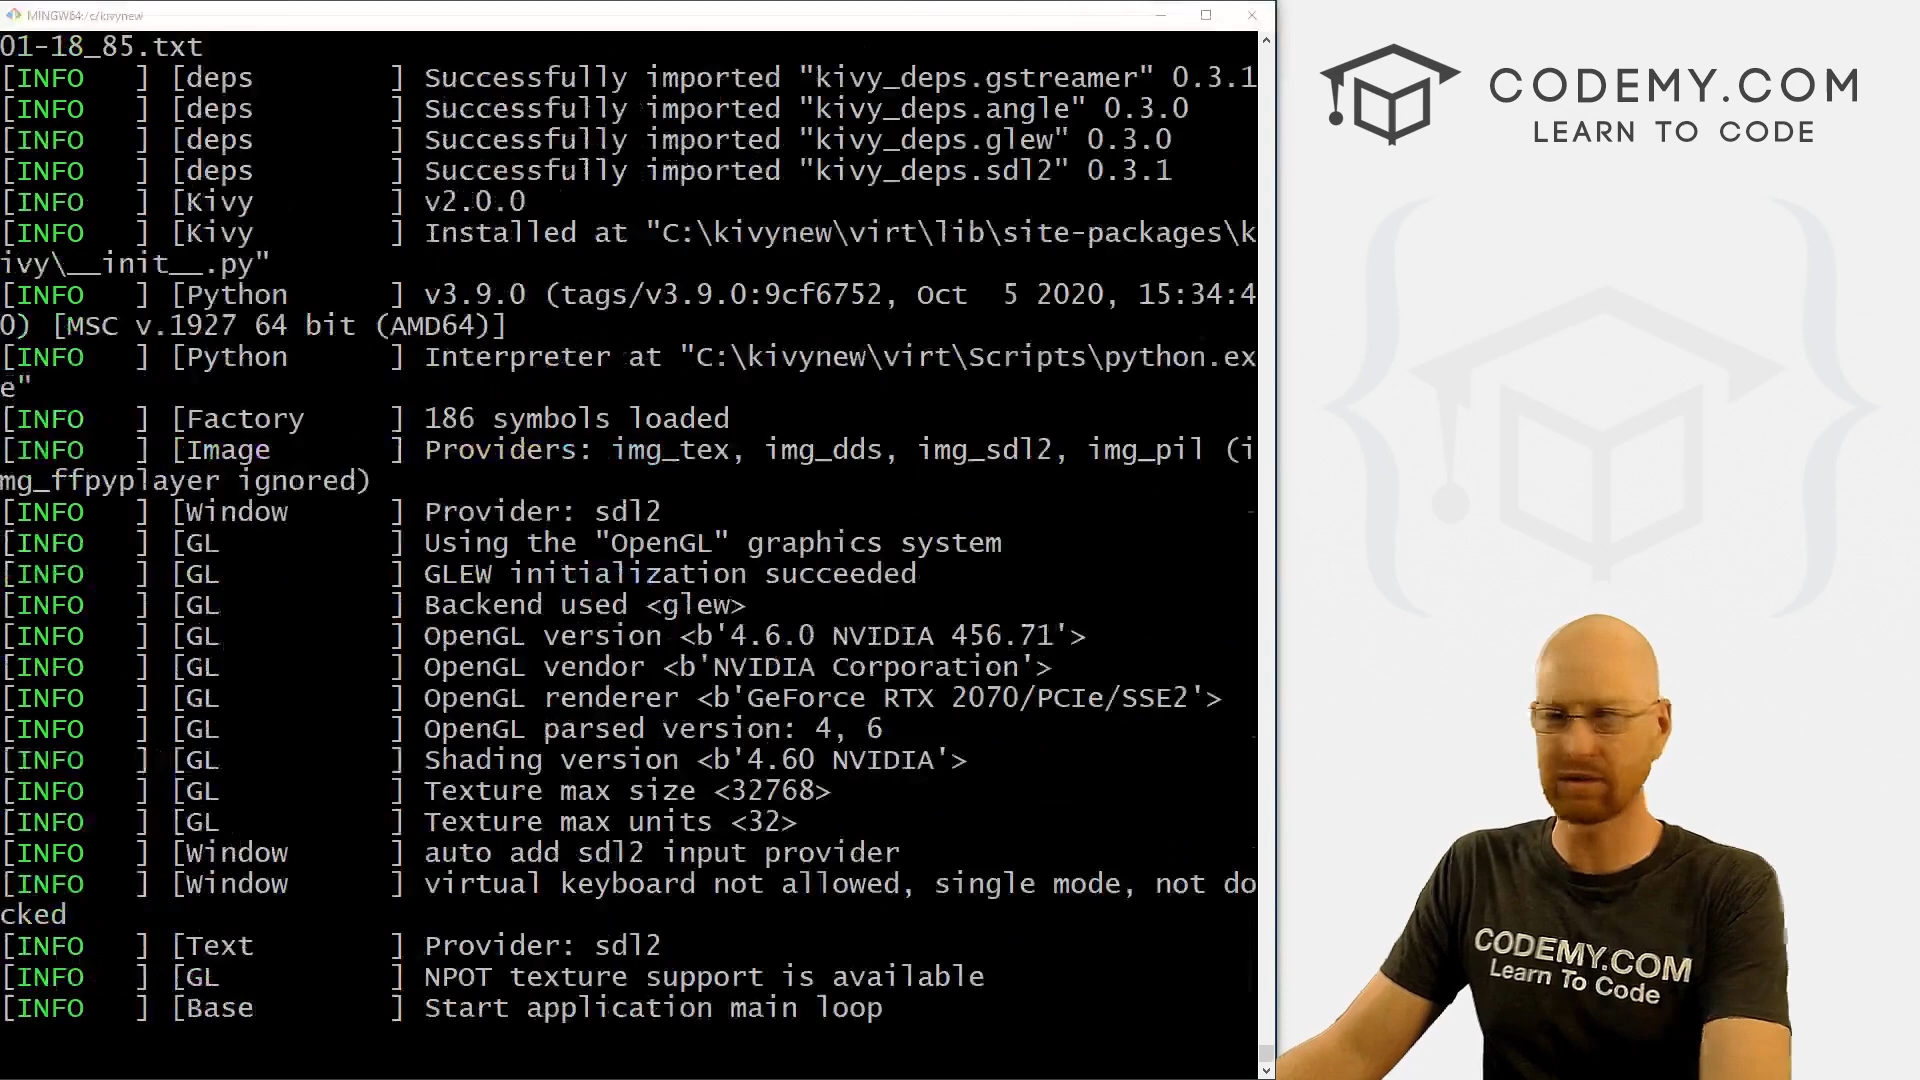 MINGW64:/c/kivynew
01-18_85.txt
[INFO   ] [deps        ] Successfully imported "kivy_deps.gstreamer" 0.3.1
[INFO   ] [deps        ] Successfully imported "kivy_deps.angle" 0.3.0
[INFO   ] [deps        ] Successfully imported "kivy_deps.glew" 0.3.0
[INFO   ] [deps        ] Successfully imported "kivy_deps.sdl2" 0.3.1
[INFO   ] [Kivy        ] v2.0.0
[INFO   ] [Kivy        ] Installed at "C:\kivynew\virt\lib\site-packages\k
ivy\__init__.py"
[INFO   ] [Python      ] v3.9.0 (tags/v3.9.0:9cf6752, Oct  5 2020, 15:34:4
0) [MSC v.1927 64 bit (AMD64)]
[INFO   ] [Python      ] Interpreter at "C:\kivynew\virt\Scripts\python.ex
e"
[INFO   ] [Factory     ] 186 symbols loaded
[INFO   ] [Image       ] Providers: img_tex, img_dds, img_sdl2, img_pil (i
mg_ffpyplayer ignored)
[INFO   ] [Window      ] Provider: sdl2
[INFO   ] [GL          ] Using the "OpenGL" graphics system
[INFO   ] [GL          ] GLEW initialization succeeded
[INFO   ] [GL          ] Backend used <glew>
[INFO   ] [GL          ] OpenGL version <b'4.6.0 NVIDIA 456.71'>
[INFO   ] [GL          ] OpenGL vendor <b'NVIDIA Corporation'>
[INFO   ] [GL          ] OpenGL renderer <b'GeForce RTX 2070/PCIe/SSE2'>
[INFO   ] [GL          ] OpenGL parsed version: 4, 6
[INFO   ] [GL          ] Shading version <b'4.60 NVIDIA'>
[INFO   ] [GL          ] Texture max size <32768>
[INFO   ] [GL          ] Texture max units <32>
[INFO   ] [Window      ] auto add sdl2 input provider
[INFO   ] [Window      ] virtual keyboard not allowed, single mode, not do
cked
[INFO   ] [Text        ] Provider: sdl2
[INFO   ] [GL          ] NPOT texture support is available
[INFO   ] [Base        ] Start application main loop
CODEMY.COM
LEARN TO CODE
CODEMY.COM
Learn To Code